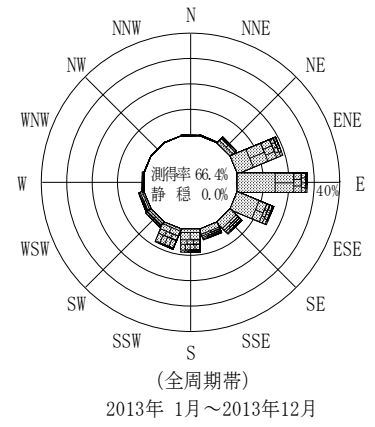 N
NNW
NNE
NW
NE
WNW
ENE
測得率 66.4%
静 穏 0.0%
W
40%
E
WSW
ESE
SW
SE
SSW
SSE
S
(全周期帯)
2013年 1月～2013年12月